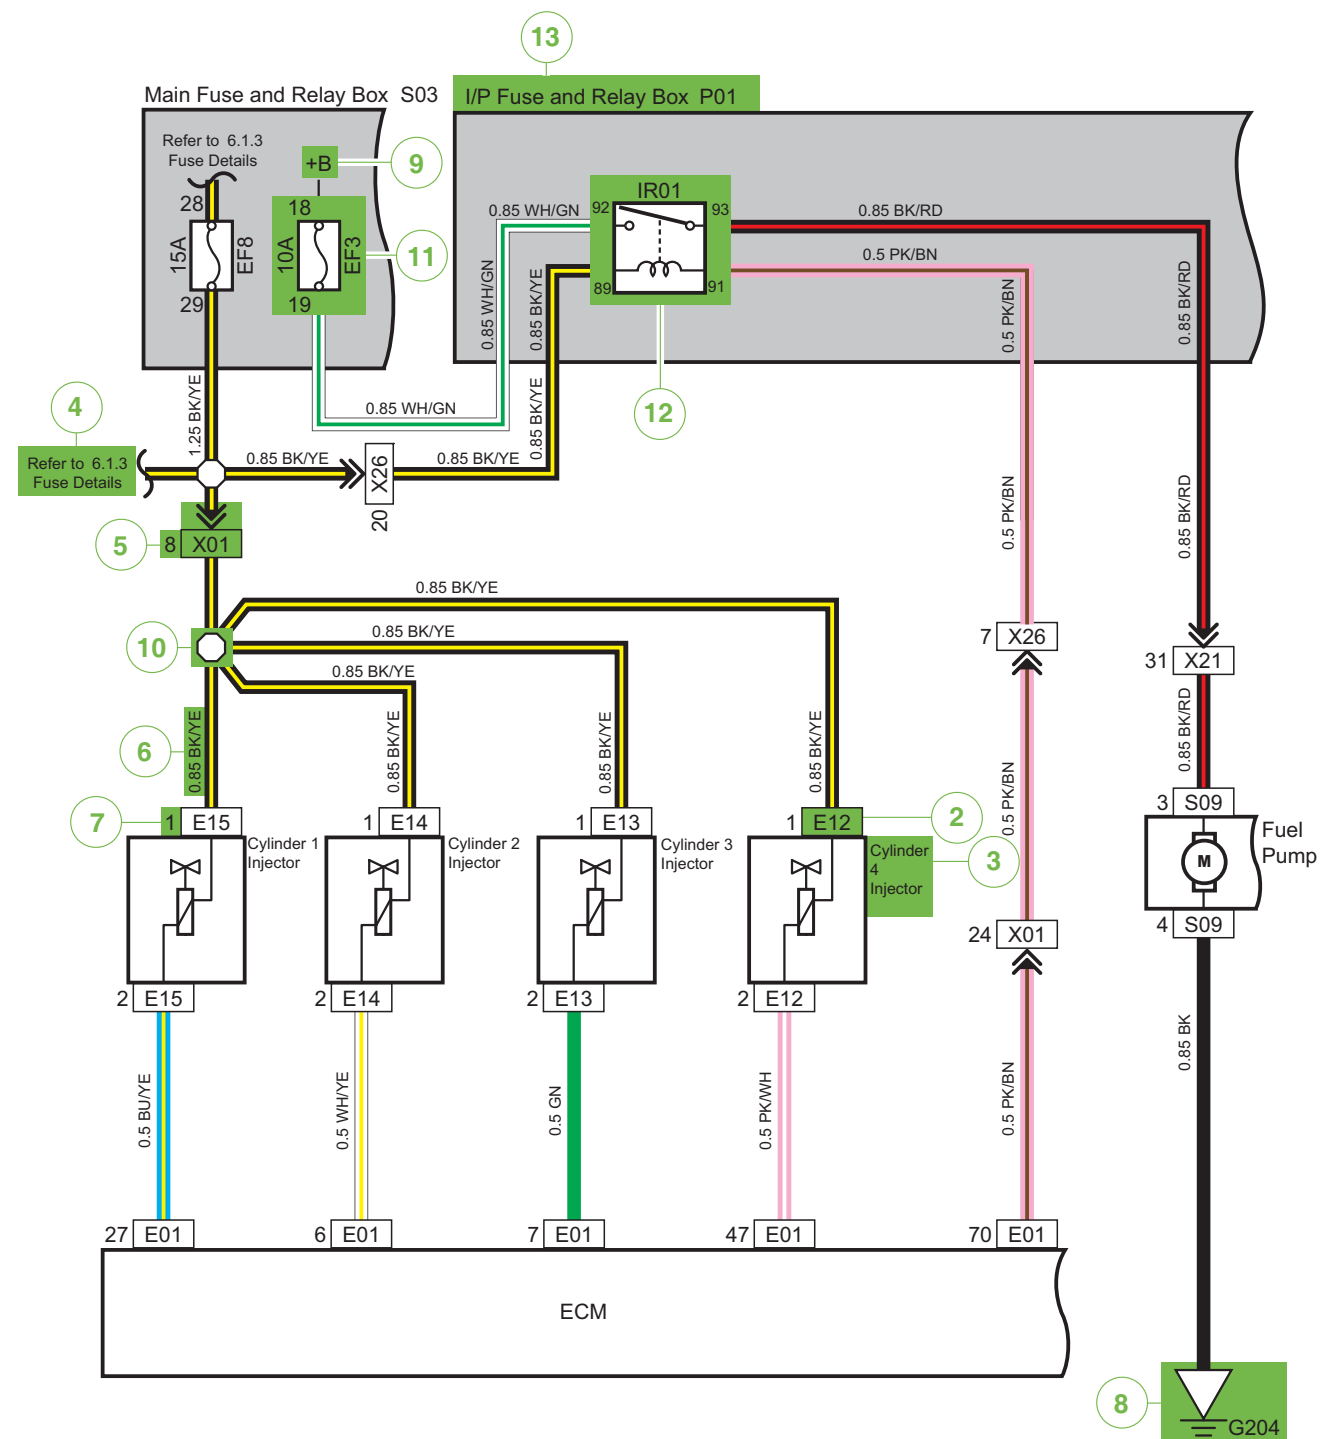 13
Main Fuse and Relay Box S03
I/P Fuse and Relay Box P01
Refer to 6.1.3
Fuse Details
+B
9
28
15A
EF8
29
18
10A
EF3
19
11
IR01
92
93
89
91
0.85 WH/GN
0.85 BK/RD
0.5 PK/BN
0.85 WH/GN
0.85 BK/YE
0.5 PK/BN
0.85 BK/RD
12
4
1.25 BK/YE
0.85 WH/GN
0.85 BK/YE
Refer to 6.1.3
Fuse Details
0.85 BK/YE
X26
20
0.85 BK/YE
0.5 PK/BN
0.85 BK/RD
5
8
X01
0.85 BK/YE
10
0.85 BK/YE
0.85 BK/YE
7
X26
31
X21
6
0.85 BK/YE
0.85 BK/YE
0.85 BK/YE
0.85 BK/YE
0.5 PK/BN
0.85 BK/RD
7
1
E15
1
E14
1
E13
1
E12
2
3
S09
Cylinder 1
Injector
Cylinder 2
Injector
Cylinder 3
Injector
Cylinder
4
Injector
3
M
Fuel
Pump
4
S09
24
X01
2
E15
2
E14
2
E13
2
E12
0.5 BU/YE
0.5 WH/YE
0.5 GN
0.5 PK/WH
0.5 PK/BN
0.85 BK
27
E01
6
E01
7
E01
47
E01
70
E01
ECM
8
G204